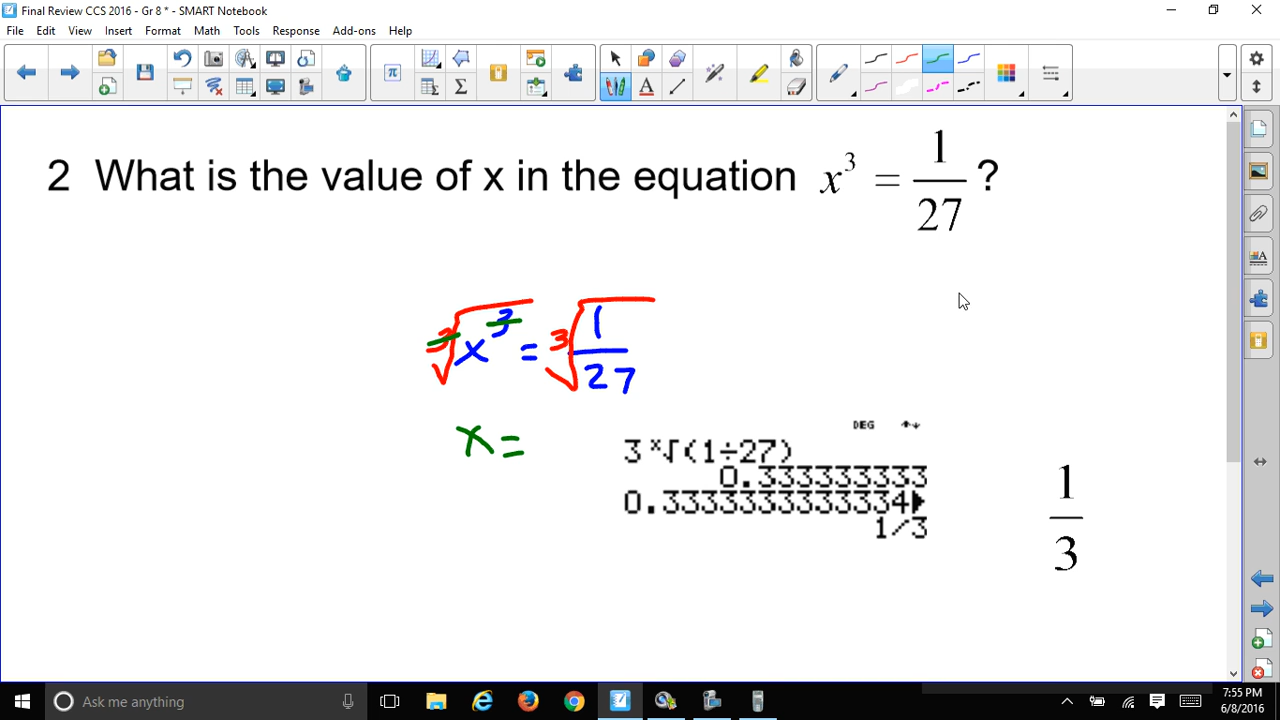 Final Review CCS 2016 - Gr 8 * - SMART Notebook
File Edit View Insert Format Math Tools Response Add-ons Help
2 What is the value of x in the equation x³ = 1/27 ?
∛x³ = ∛1/27
x =
DEG
3ˣ√(1÷27)
0.333333333
0.3333333333334▶
1/3
1/3
Ask me anything
7:55 PM
6/8/2016